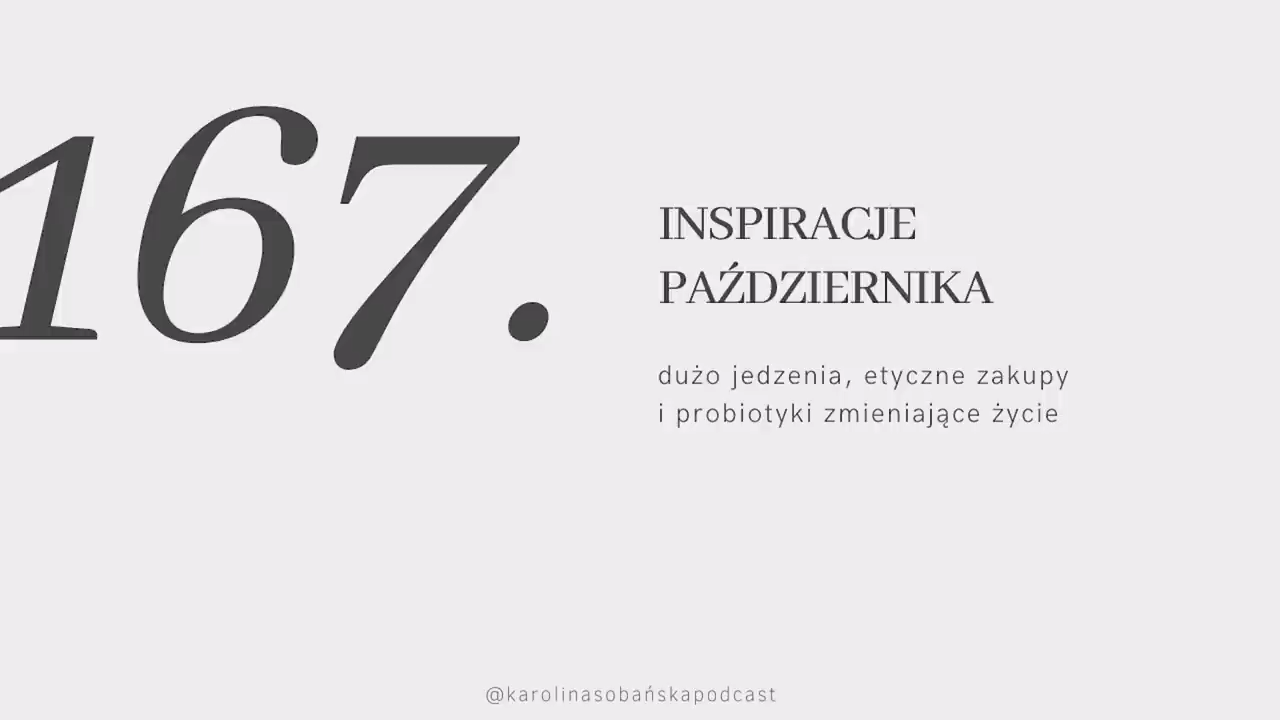 167.
INSPIRACJE
PAŹDZIERNIKA
dużo jedzenia, etyczne zakupy
i probiotyki zmieniające życie
@karolinasobańskapodcast